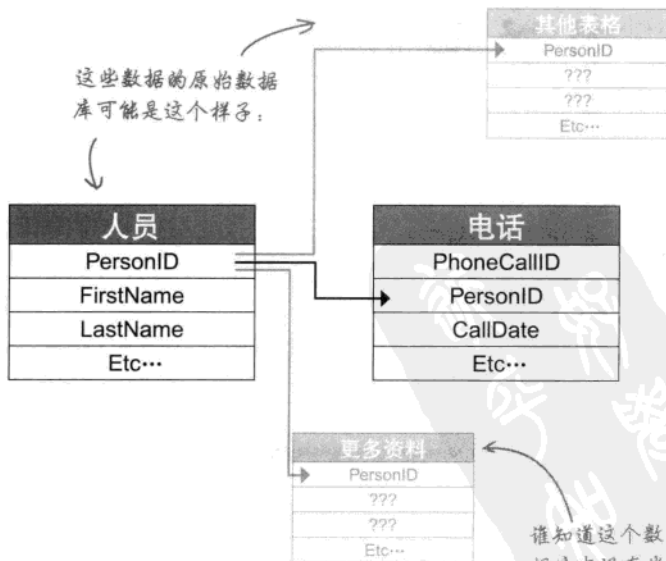 其他表格
PersonID
???
???
Etc…
这些数据的原始数据
库可能是这个样子：
人员
PersonID
FirstName
LastName
Etc…
电话
PhoneCallID
PersonID
CallDate
Etc…
更多资料
PersonID
???
???
Etc…
谁知道这个数